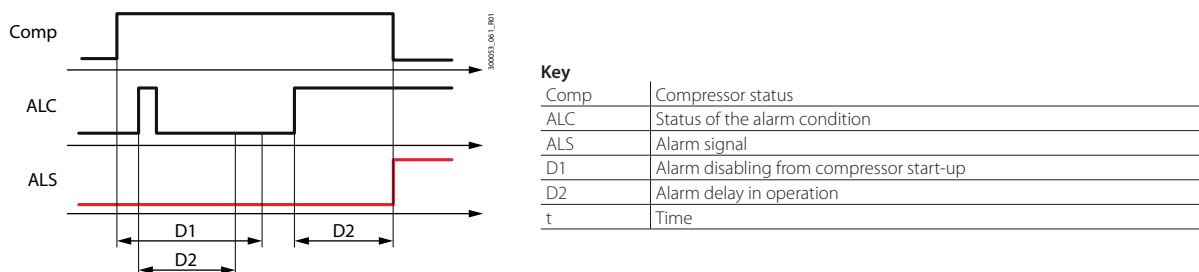 Comp
ALC
ALS
D1
D2
D2
300053_061_R01
Key
Comp Compressor status
ALC Status of the alarm condition
ALS Alarm signal
D1 Alarm disabling from compressor start-up
D2 Alarm delay in operation
t Time